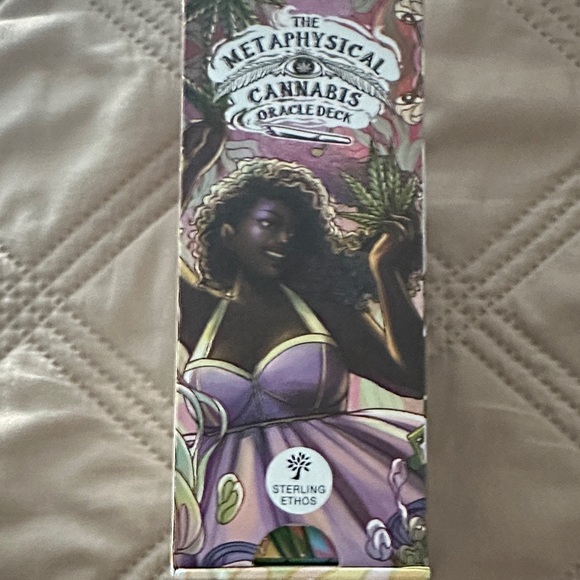 THE
METAPHYSICAL
CANNABIS
ORACLE DECK
STERLING
ETHOS